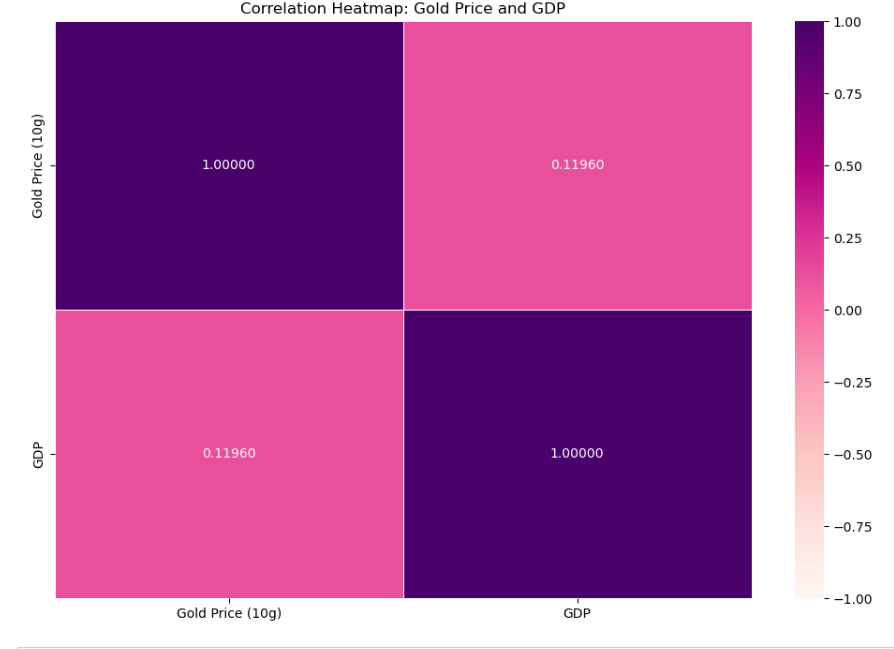 Correlation Heatmap: Gold Price and GDP
Gold Price (10g)
1.00000
0.11960
GDP
0.11960
1.00000
Gold Price (10g)
GDP
1.00
0.75
0.50
0.25
0.00
−0.25
−0.50
−0.75
−1.00